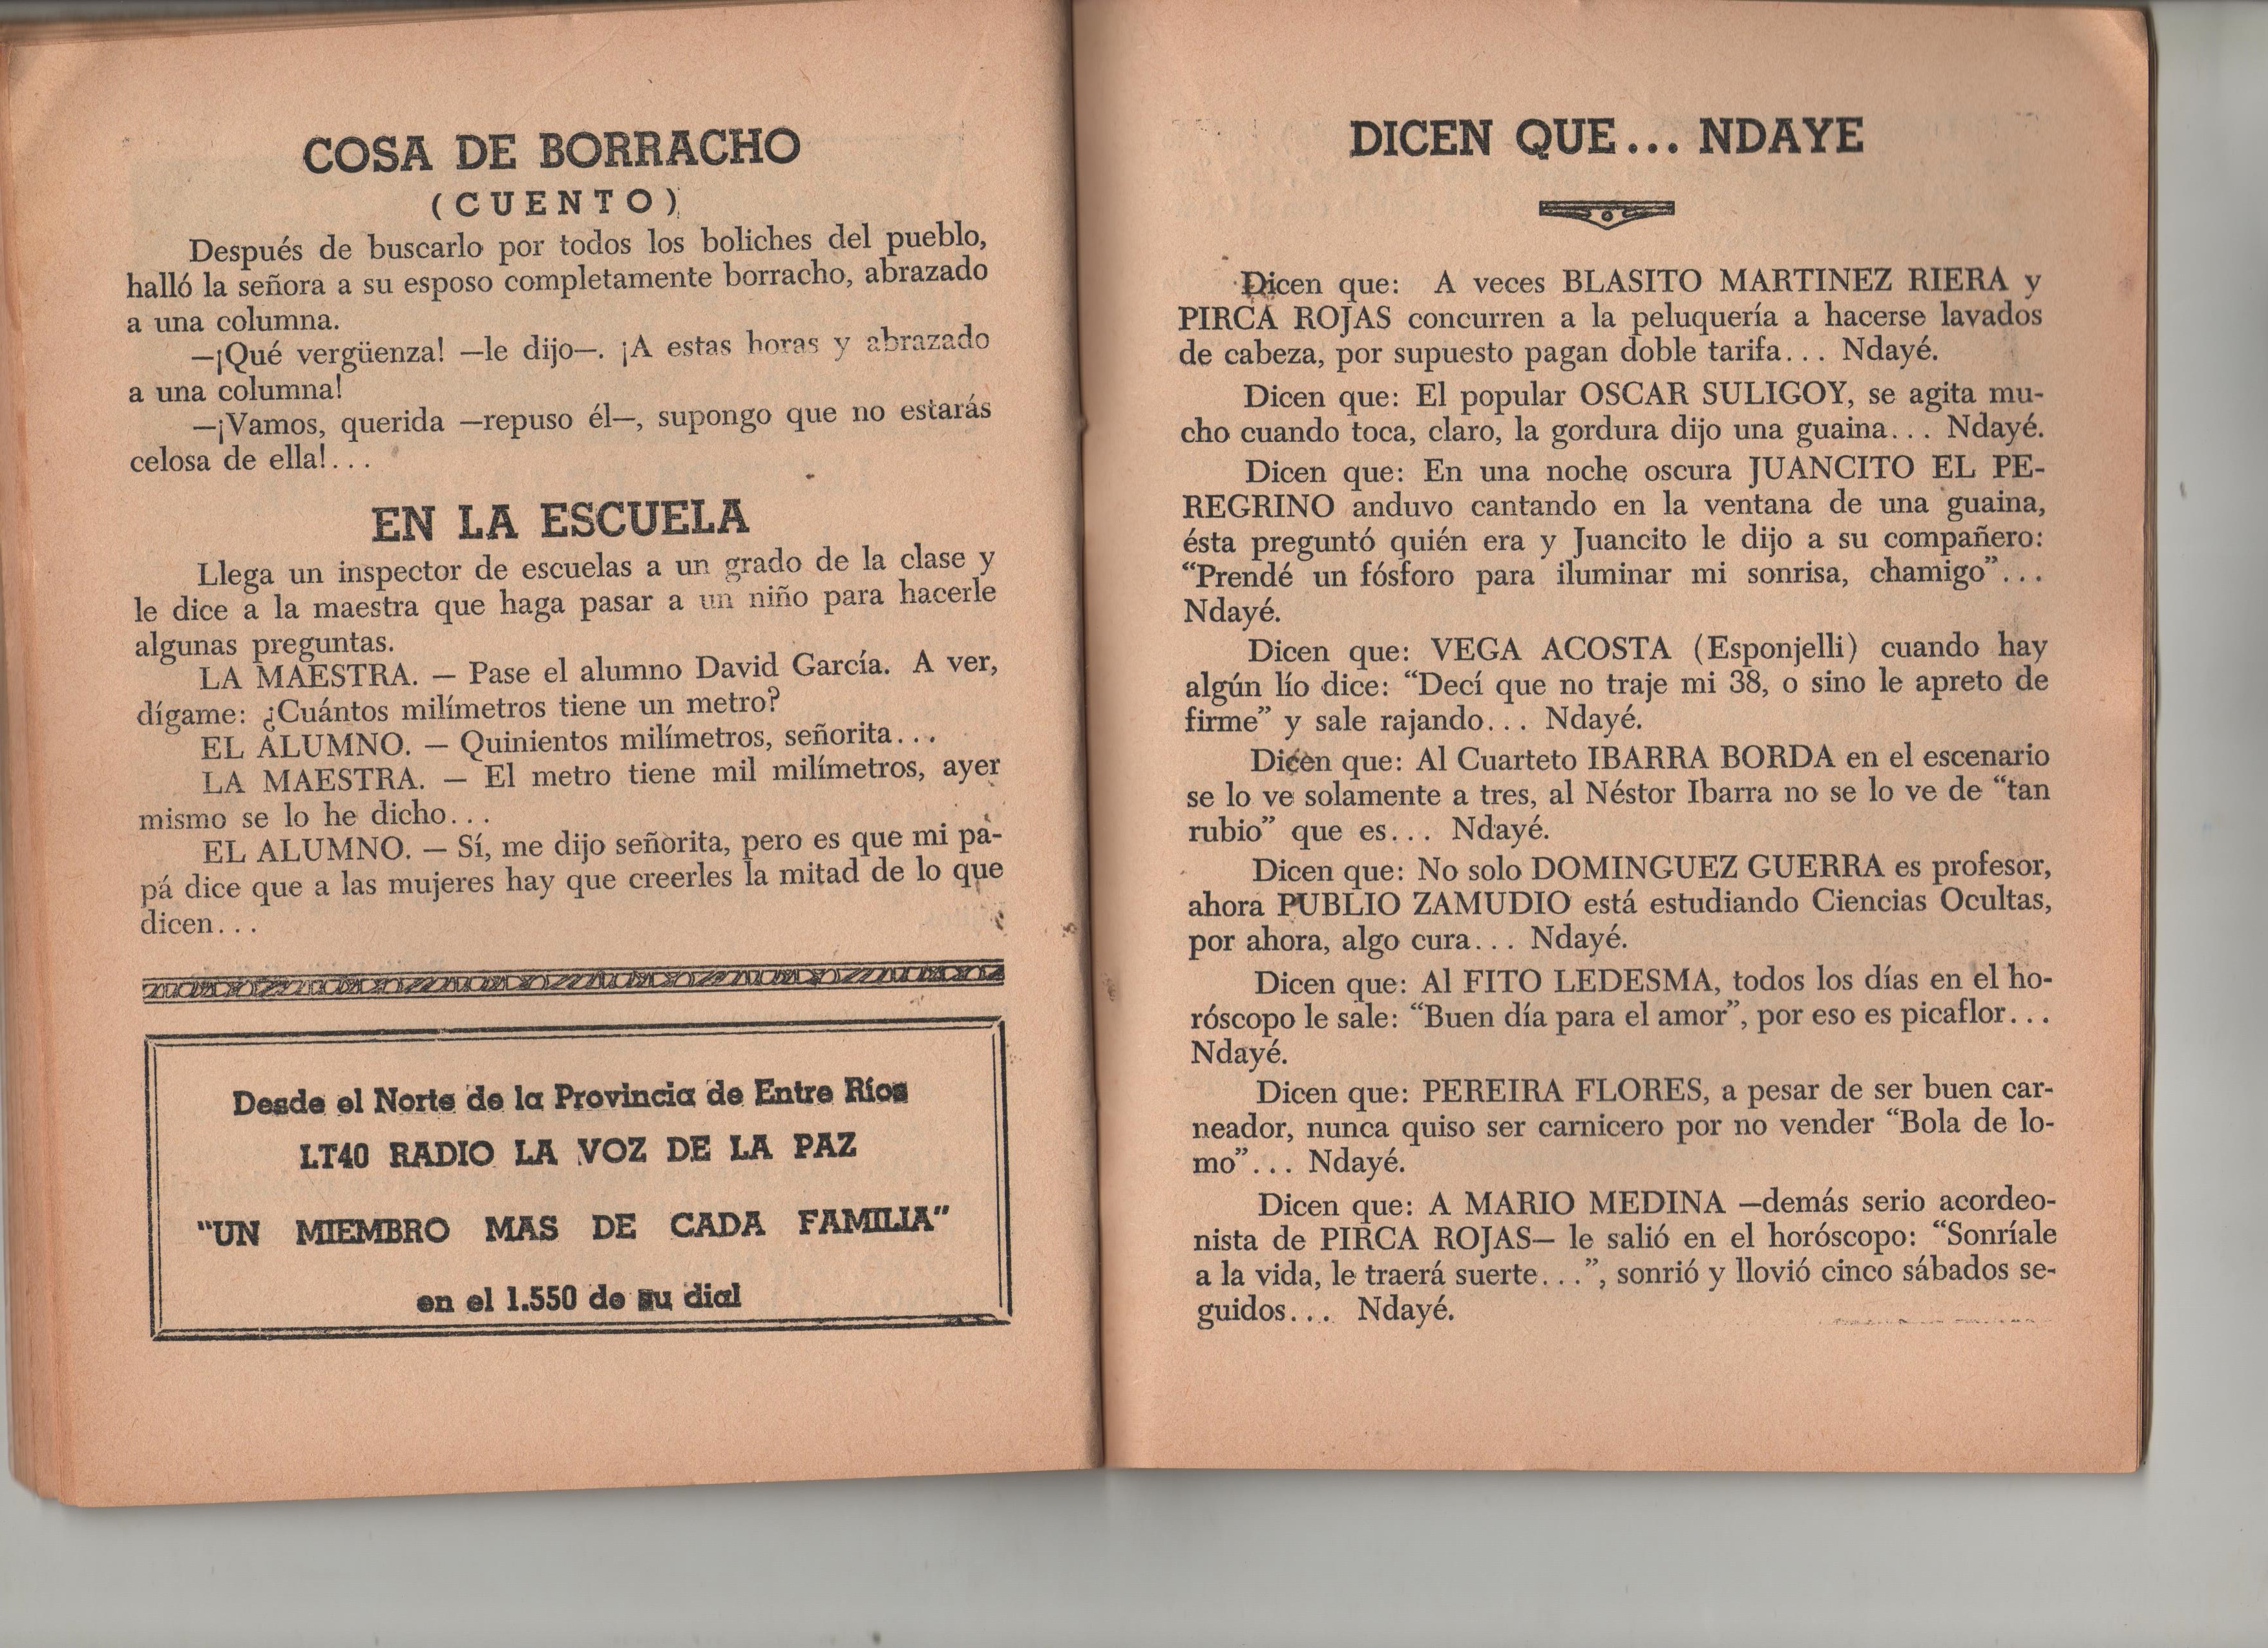 COSA DE BORRACHO
(CUENTO)
Después de buscarlo por todos los boliches del pueblo,
halló la señora a su esposo completamente borracho, abrazado
a una columna.
—¡Qué vergüenza! —le dijo—. ¡A estas horas y abrazado
a una columna!
—¡Vamos, querida —repuso él—, supongo que no estarás
celosa de ella!...
EN LA ESCUELA
Llega un inspector de escuelas a un grado de la clase y
le dice a la maestra que haga pasar a un niño para hacerle
algunas preguntas.
LA MAESTRA. — Pase el alumno David García. A ver,
dígame: ¿Cuántos milímetros tiene un metro?
EL ALUMNO. — Quinientos milímetros, señorita...
LA MAESTRA. — El metro tiene mil milímetros, ayer
mismo se lo he dicho...
EL ALUMNO. — Sí, me dijo señorita, pero es que mi pa-
pá dice que a las mujeres hay que creerles la mitad de lo que
dicen...
Desde el Norte de la Provincia de Entre Ríos
LT40 RADIO LA VOZ DE LA PAZ
"UN MIEMBRO MAS DE CADA FAMILIA"
en el 1.550 de su dial
DICEN QUE... NDAYE
Dicen que: A veces BLASITO MARTINEZ RIERA y
PIRCA ROJAS concurren a la peluquería a hacerse lavados
de cabeza, por supuesto pagan doble tarifa... Ndayé.
Dicen que: El popular OSCAR SULIGOY, se agita mu-
cho cuando toca, claro, la gordura dijo una guaina... Ndayé.
Dicen que: En una noche oscura JUANCITO EL PE-
REGRINO anduvo cantando en la ventana de una guaina,
ésta preguntó quién era y Juancito le dijo a su compañero:
“Prendé un fósforo para iluminar mi sonrisa, chamigo”...
Ndayé.
Dicen que: VEGA ACOSTA (Esponjelli) cuando hay
algún lío dice: “Decí que no traje mi 38, o sino le apreto de
firme” y sale rajando... Ndayé.
Dicen que: Al Cuarteto IBARRA BORDA en el escenario
se lo ve solamente a tres, al Néstor Ibarra no se lo ve de “tan
rubio” que es... Ndayé.
Dicen que: No solo DOMINGUEZ GUERRA es profesor,
ahora PUBLIO ZAMUDIO está estudiando Ciencias Ocultas,
por ahora, algo cura... Ndayé.
Dicen que: Al FITO LEDESMA, todos los días en el ho-
róscopo le sale: “Buen día para el amor”, por eso es picaflor...
Ndayé.
Dicen que: PEREIRA FLORES, a pesar de ser buen car-
neador, nunca quiso ser carnicero por no vender “Bola de lo-
mo”... Ndayé.
Dicen que: A MARIO MEDINA —demás serio acordeo-
nista de PIRCA ROJAS— le salió en el horóscopo: “Sonríale
a la vida, le traerá suerte...”, sonrió y llovió cinco sábados se-
guidos... Ndayé.